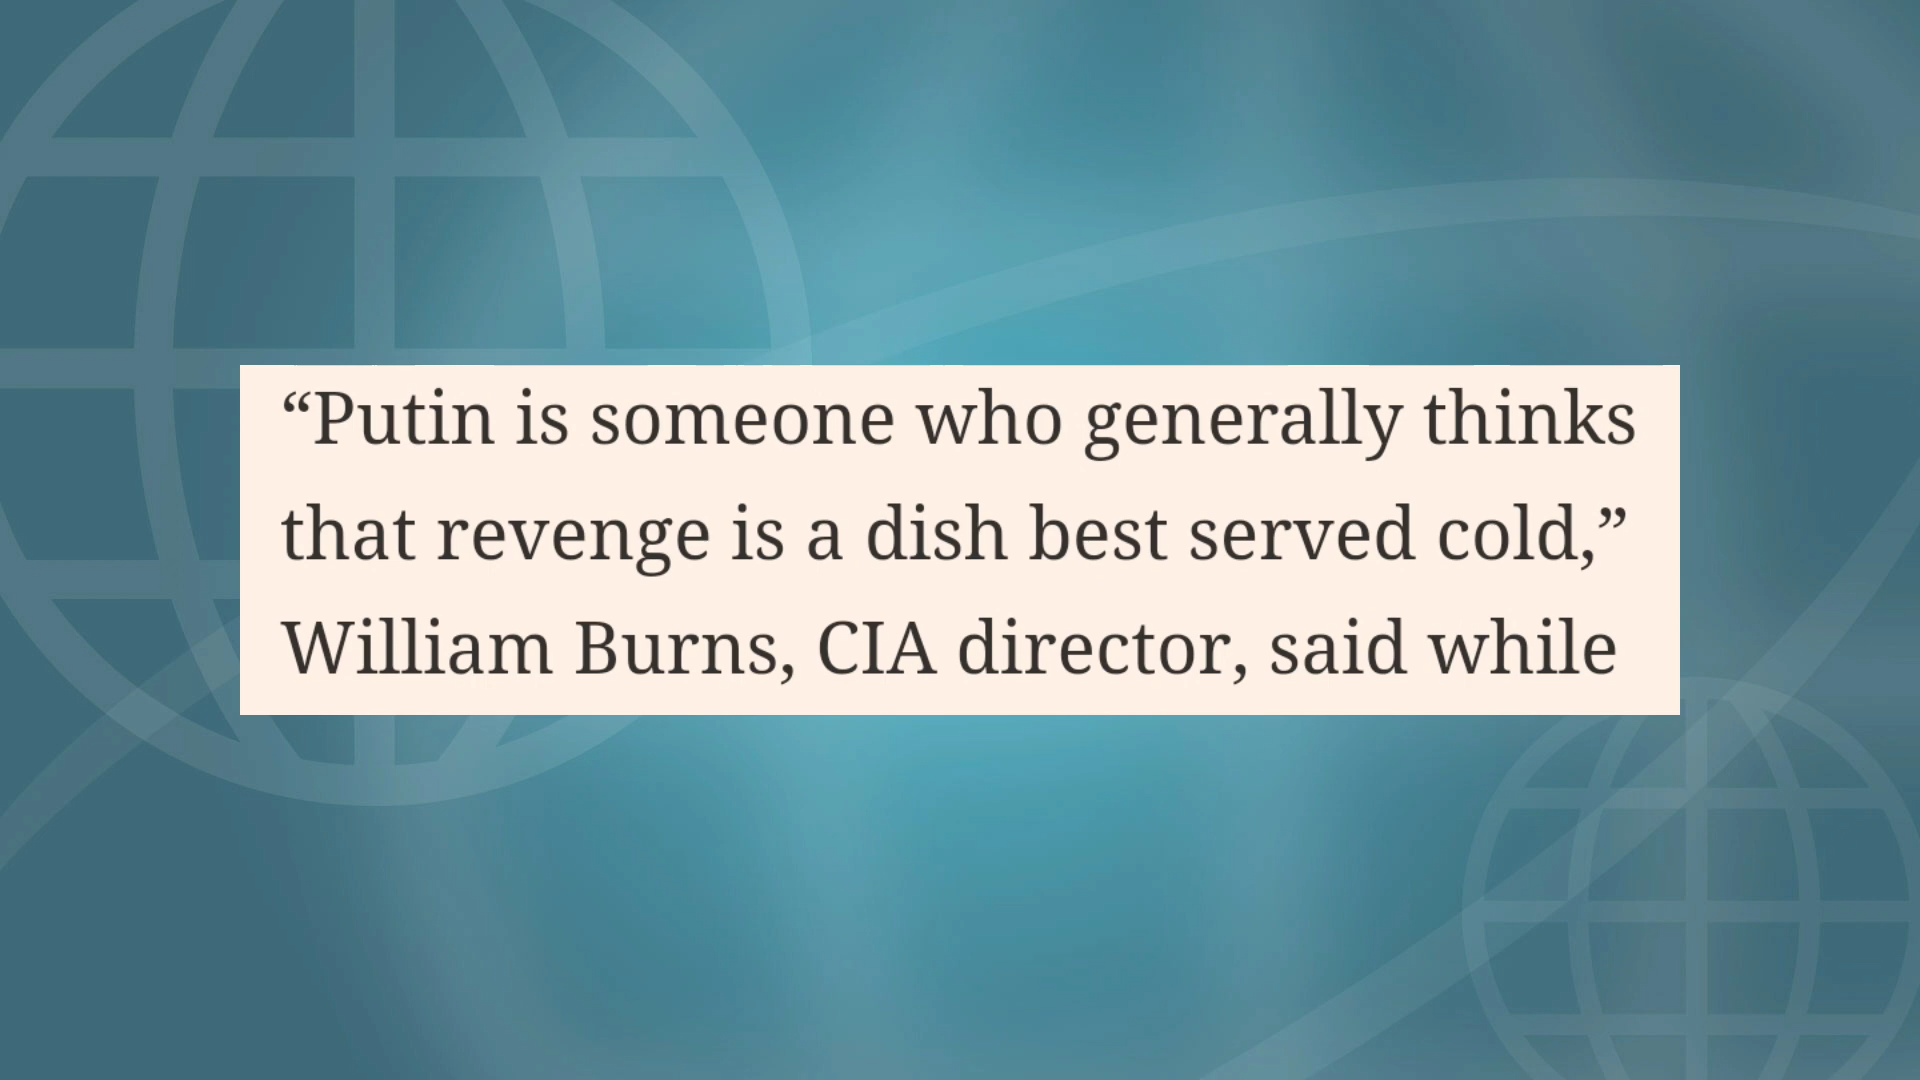 “Putin is someone who generally thinks
that revenge is a dish best served cold,”
William Burns, CIA director, said while